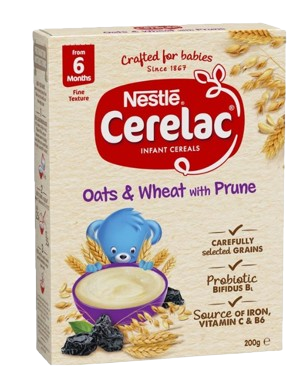 from
6
Months
Fine
Texture
Crafted for babies
Since 1867
Nestlé
Cerelac
INFANT CEREALS
Oats & Wheat with Prune
CAREFULLY
selected GRAINS
Probiotic
BIFIDUS BL
Source OF IRON,
VITAMIN C & B6
200g e